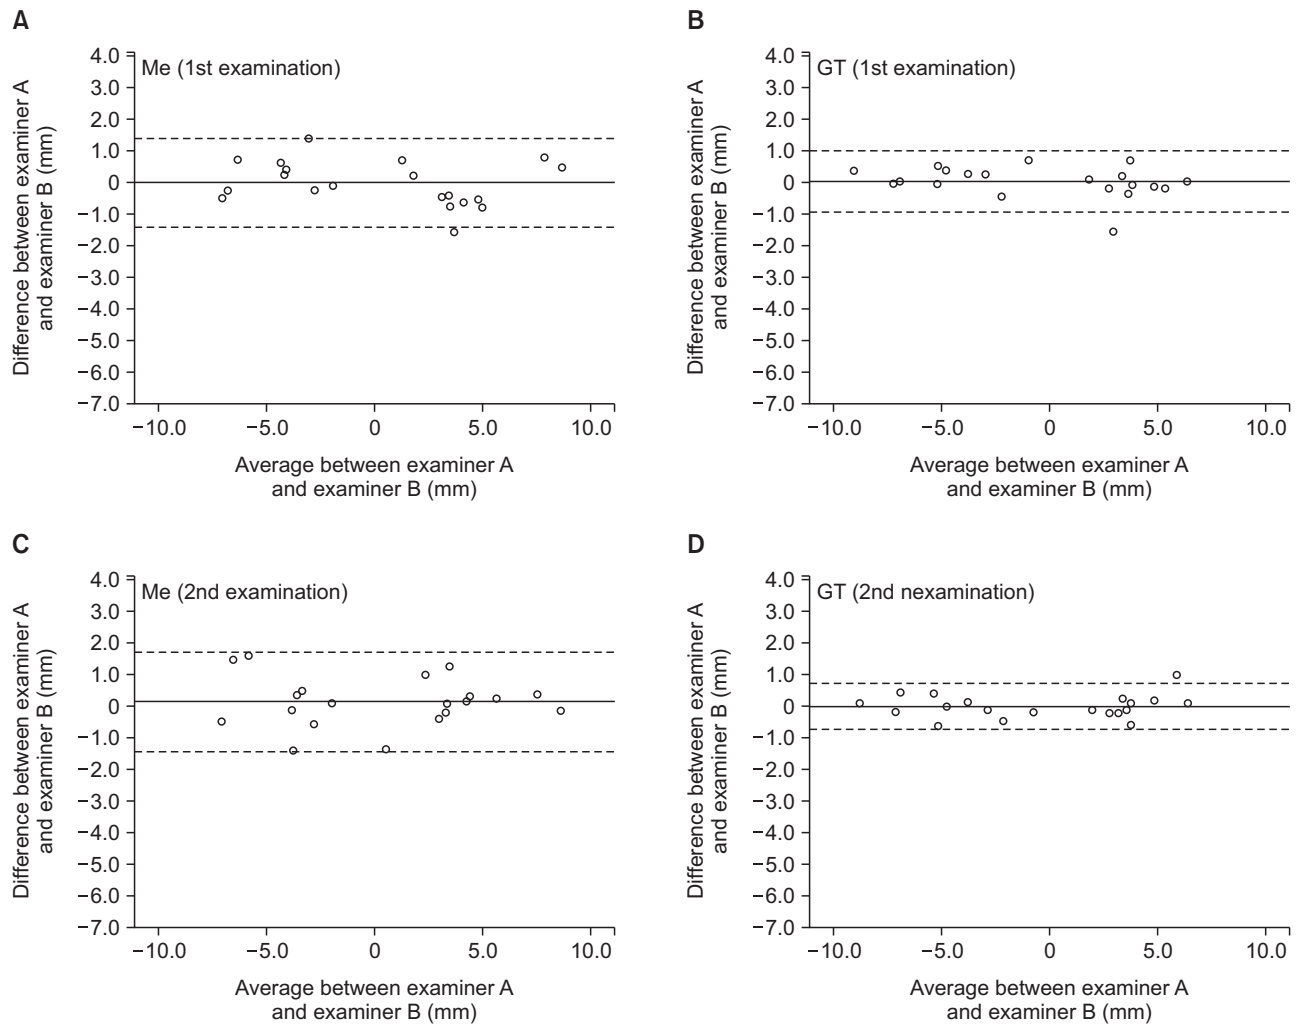 A
Me (1st examination)
Difference between examiner A
and examiner B (mm)
4.0
3.0
2.0
1.0
0
−1.0
−2.0
−3.0
−4.0
−5.0
−6.0
−7.0
−10.0 −5.0 0 5.0 10.0
Average between examiner A
and examiner B (mm)
B
GT (1st examination)
Difference between examiner A
and examiner B (mm)
4.0
3.0
2.0
1.0
0
−1.0
−2.0
−3.0
−4.0
−5.0
−6.0
−7.0
−10.0 −5.0 0 5.0 10.0
Average between examiner A
and examiner B (mm)
C
Me (2nd examination)
Difference between examiner A
and examiner B (mm)
4.0
3.0
2.0
1.0
0
−1.0
−2.0
−3.0
−4.0
−5.0
−6.0
−7.0
−10.0 −5.0 0 5.0 10.0
Average between examiner A
and examiner B (mm)
D
GT (2nd nexamination)
Difference between examiner A
and examiner B (mm)
4.0
3.0
2.0
1.0
0
−1.0
−2.0
−3.0
−4.0
−5.0
−6.0
−7.0
−10.0 −5.0 0 5.0 10.0
Average between examiner A
and examiner B (mm)